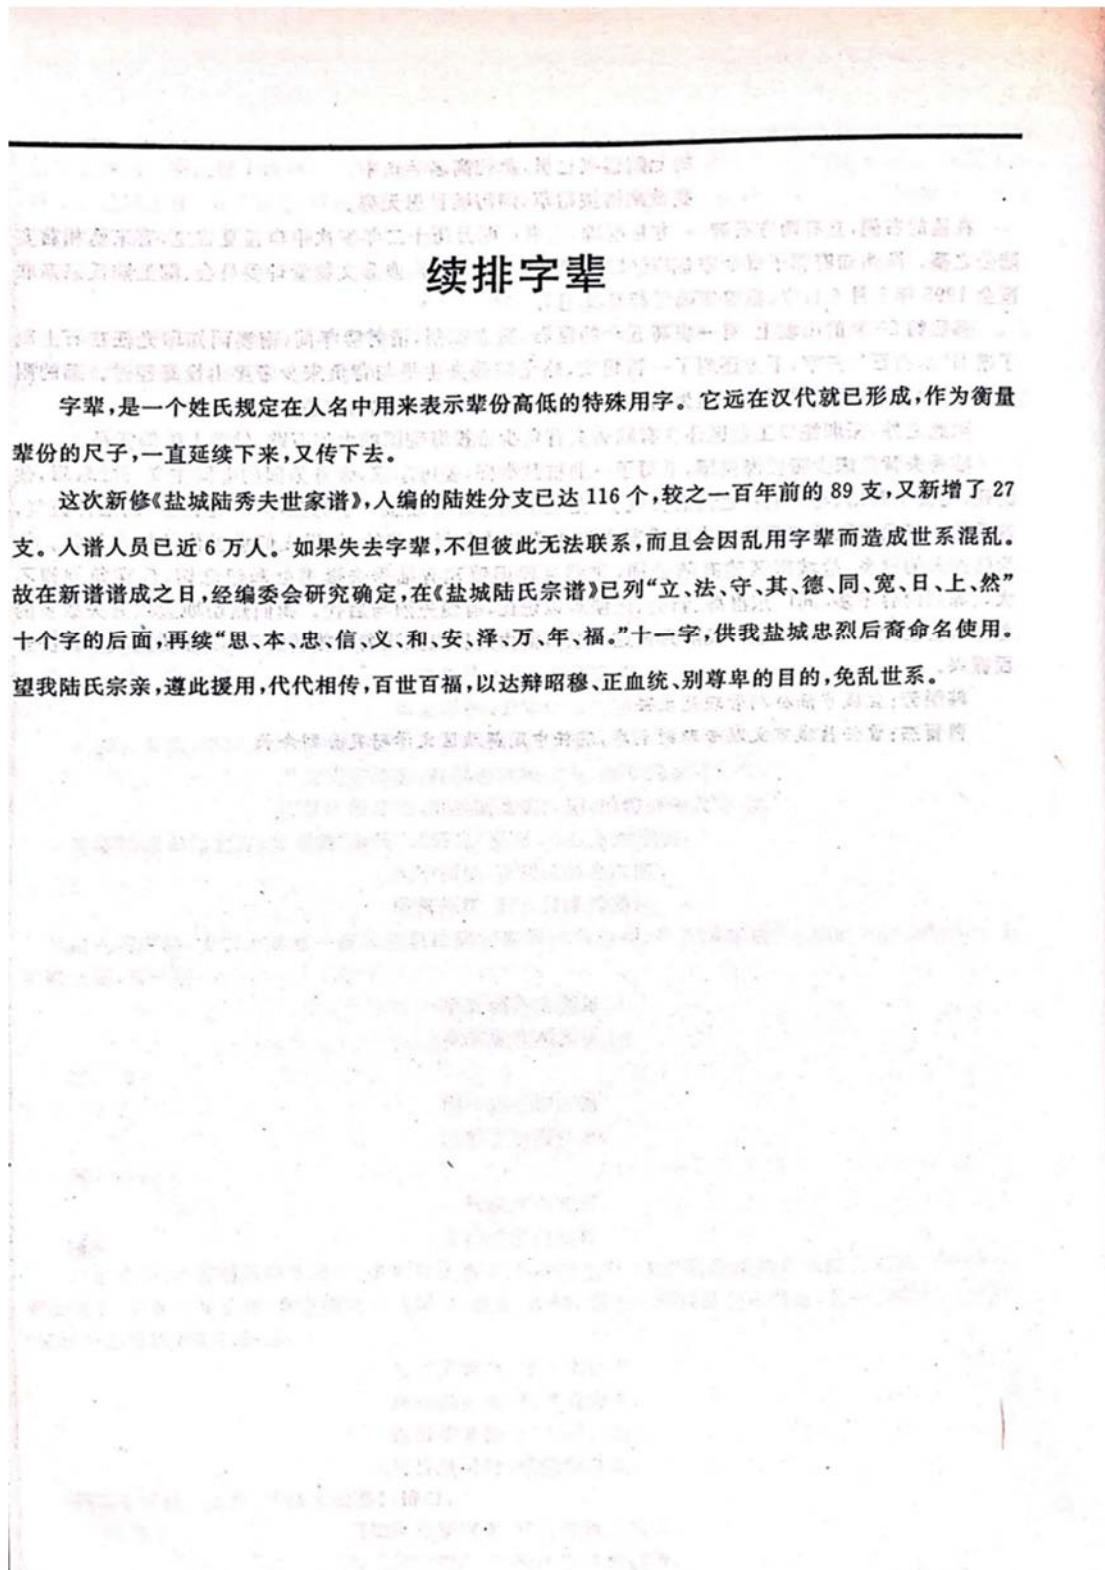 续排字辈
字辈,是一个姓氏规定在人名中用来表示辈份高低的特殊用字。它远在汉代就已形成,作为衡量
辈份的尺子,一直延续下来,又传下去。
这次新修《盐城陆秀夫世家谱》,人编的陆姓分支已达 116 个,较之一百年前的 89 支,又新增了 27
支。人谱人员已近 6 万人。如果失去字辈,不但彼此无法联系,而且会因乱用字辈而造成世系混乱。
故在新谱谱成之日,经编委会研究确定,在《盐城陆氏宗谱》已列“立、法、守、其、德、同、宽、日、上、然”
十个字的后面,再续“思、本、忠、信、义、和、安、泽、万、年、福。”十一字,供我盐城忠烈后裔命名使用。
望我陆氏宗亲,遵此援用,代代相传,百世百福,以达辩昭穆、正血统、别尊卑的目的,免乱世系。